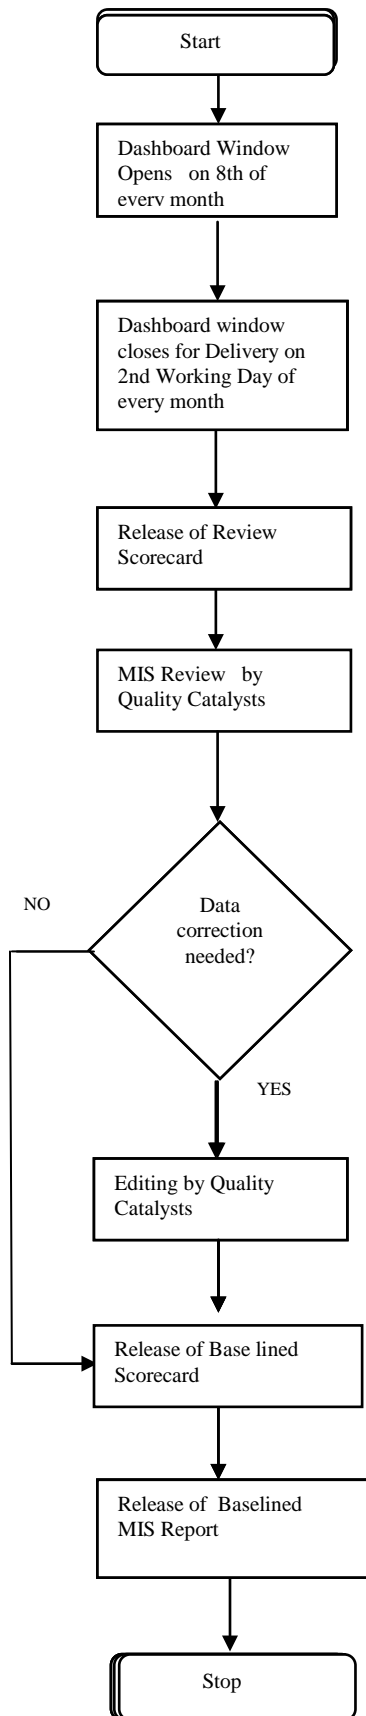 Start
Dashboard Window
Opens on 8th of
every month
Dashboard window
closes for Delivery on
2nd Working Day of
every month
Release of Review
Scorecard
MIS Review by
Quality Catalysts
NO
Data
correction
needed?
YES
Editing by Quality
Catalysts
Release of Base lined
Scorecard
Release of Baselined
MIS Report
Stop